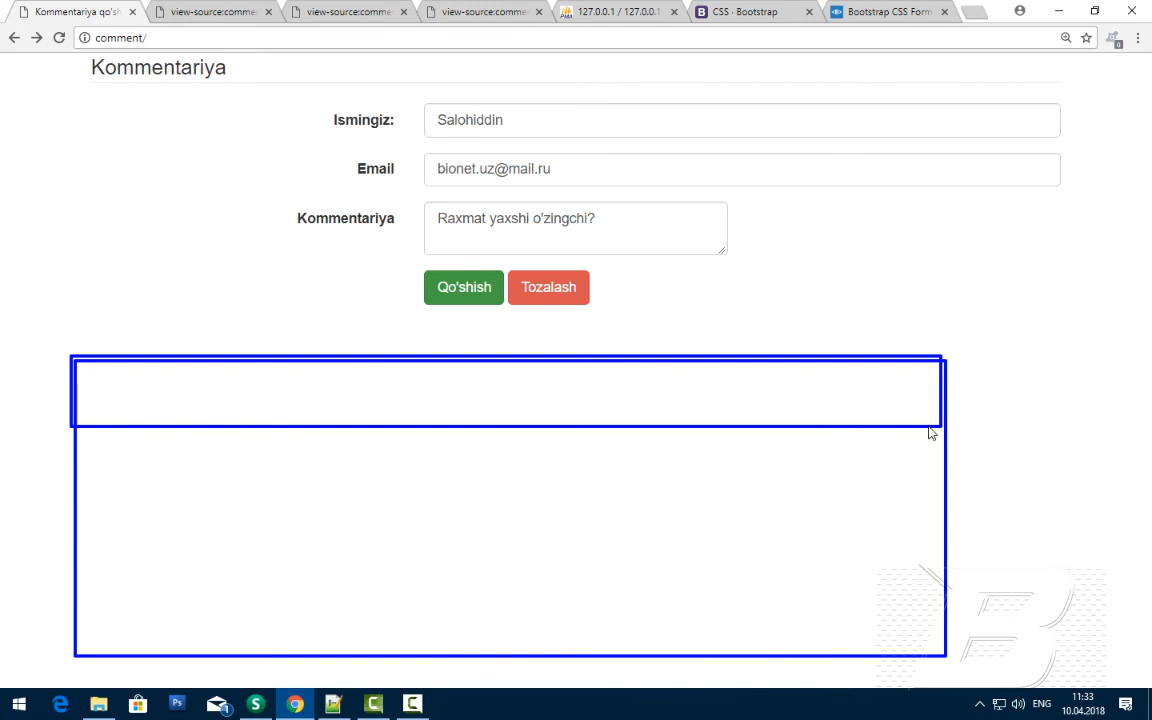 Kommentariya qo'sh
view-source:comme
view-source:comme
view-source:comme
127.0.0.1 / 127.0.0.1
CSS · Bootstrap
Bootstrap CSS Form
comment/
0
Kommentariya
Ismingiz:
Salohiddin
Email
bionet.uz@mail.ru
Kommentariya
Raxmat yaxshi o'zingchi?
Qo'shish
Tozalash
B
ENG
11:33
10.04.2018